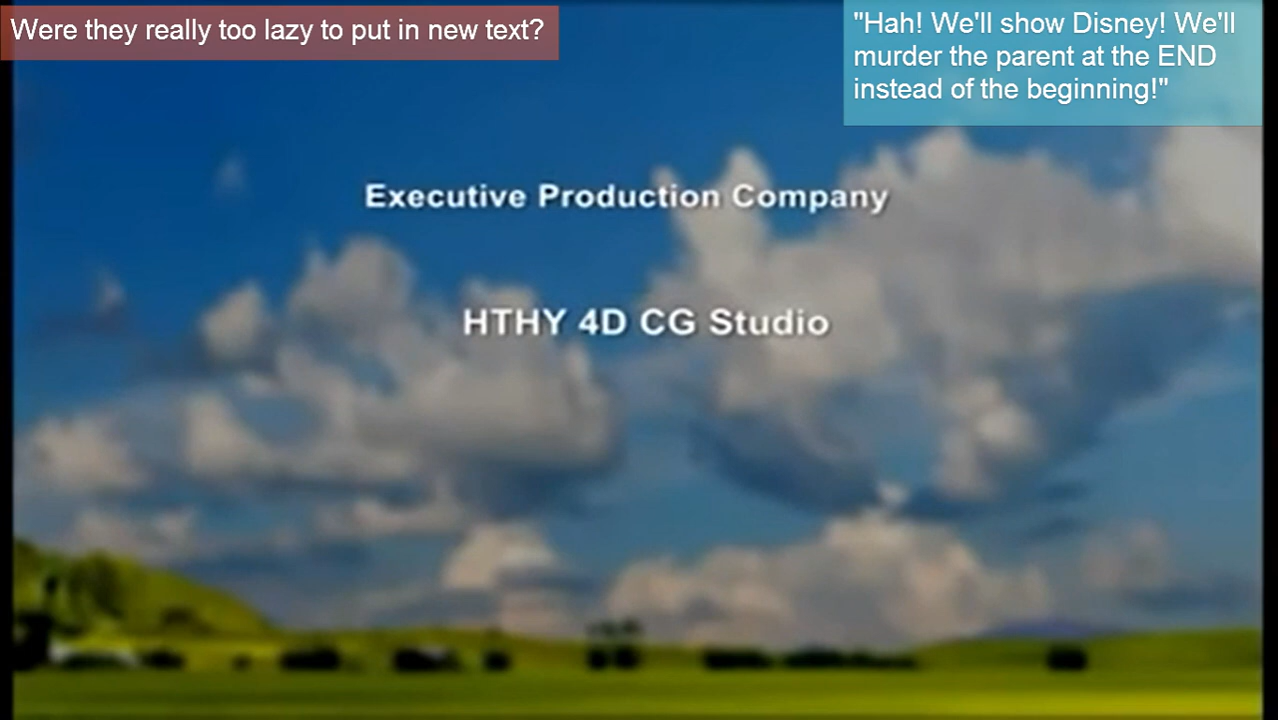 Were they really too lazy to put in new text?
"Hah! We'll show Disney! We'll
murder the parent at the END
instead of the beginning!"
Executive Production Company
HTHY 4D CG Studio